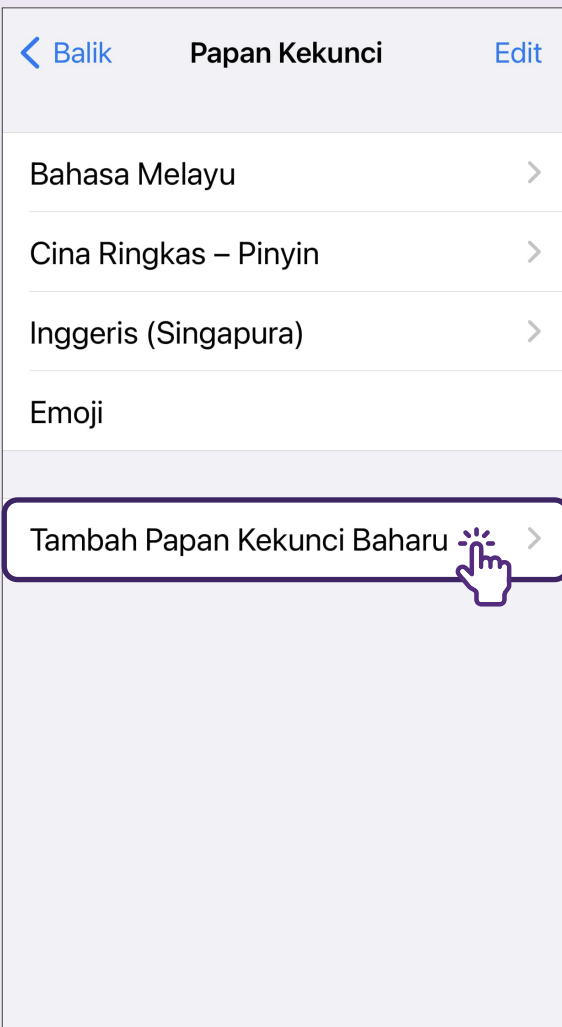 Balik Papan Kekunci Edit
Bahasa Melayu
Cina Ringkas – Pinyin
Inggeris (Singapura)
Emoji
Tambah Papan Kekunci Baharu